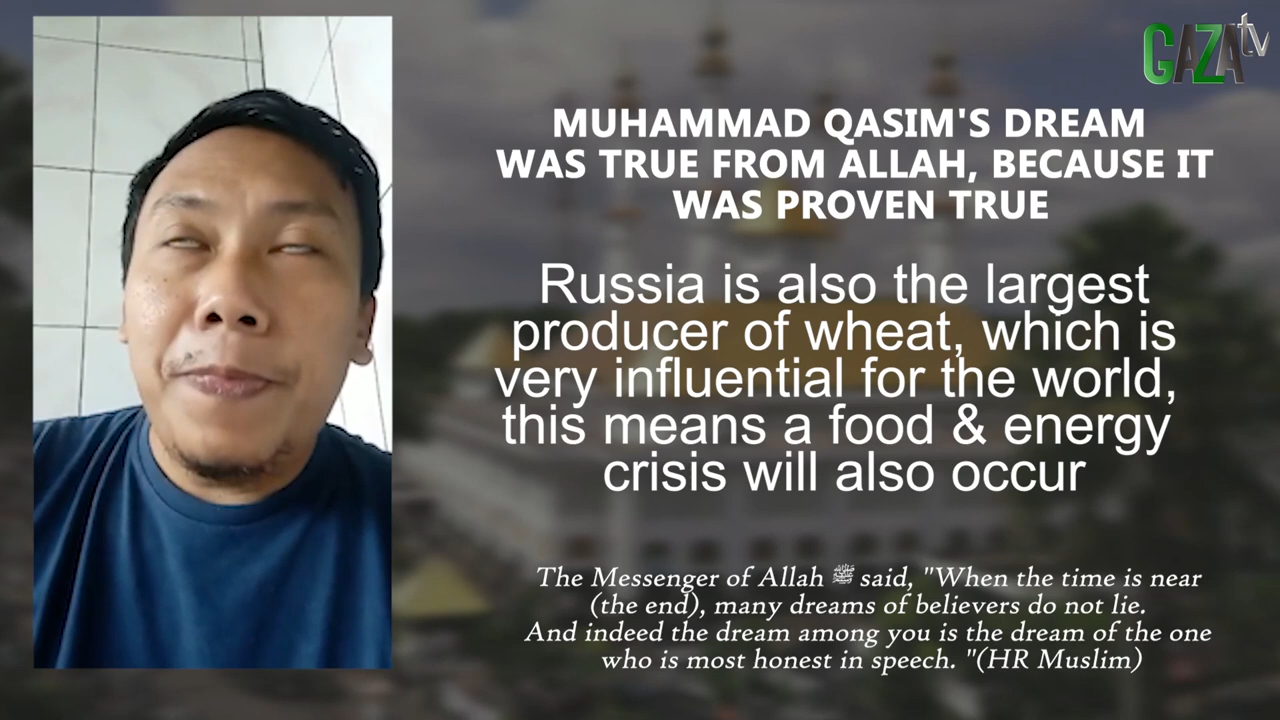 GAZA tv
MUHAMMAD QASIM'S DREAM
WAS TRUE FROM ALLAH, BECAUSE IT
WAS PROVEN TRUE
Russia is also the largest
producer of wheat, which is
very influential for the world,
this means a food & energy
crisis will also occur
The Messenger of Allah ﷺ said, "When the time is near
(the end), many dreams of believers do not lie.
And indeed the dream among you is the dream of the one
who is most honest in speech. "(HR Muslim)